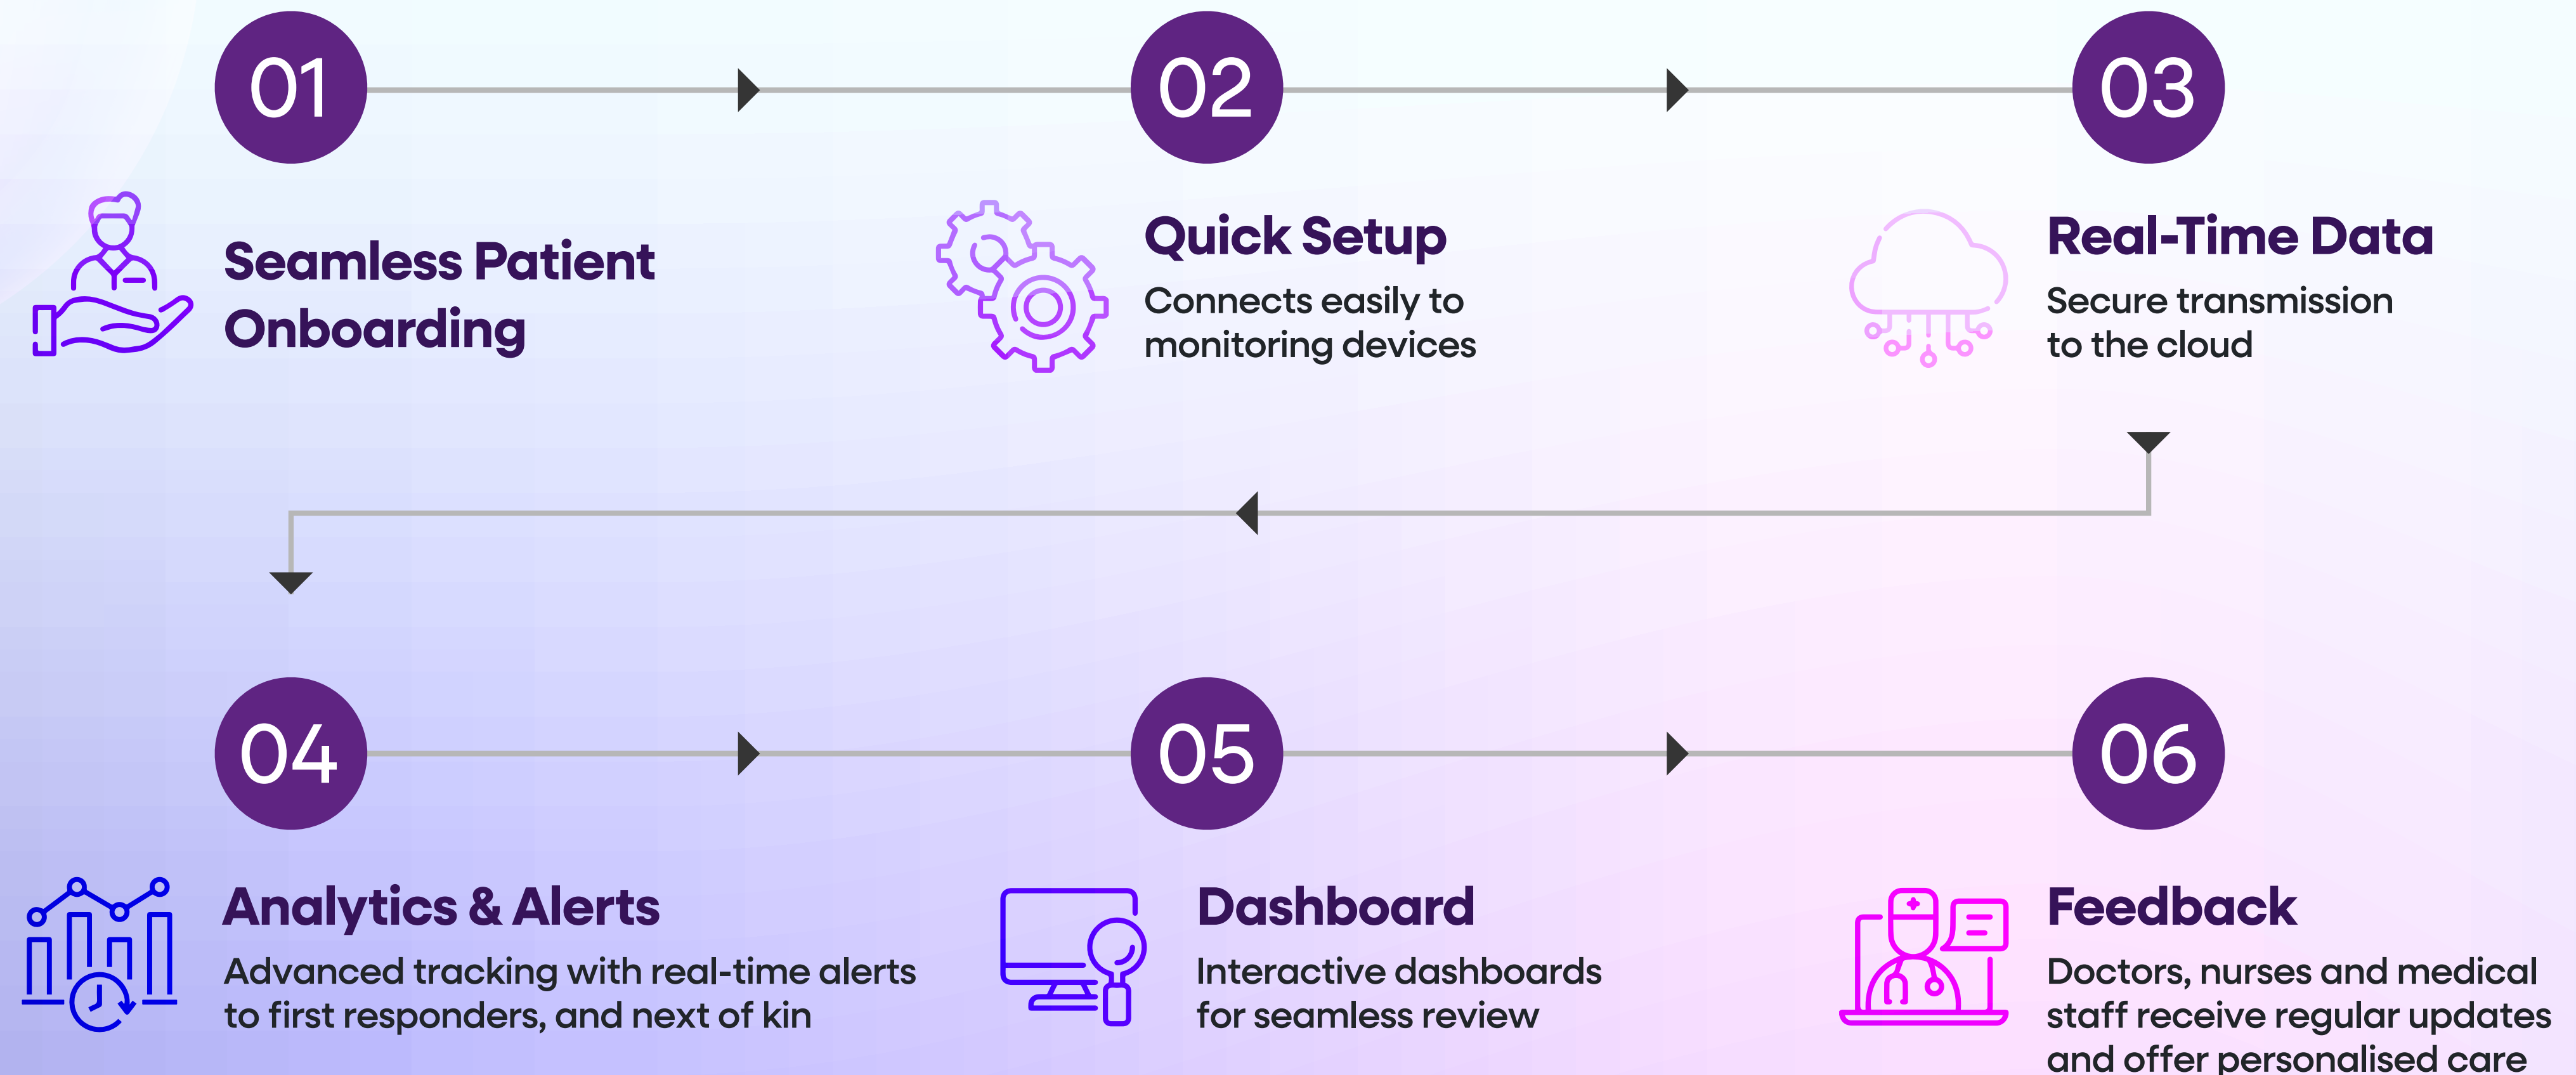 01
02
03
Seamless Patient
Onboarding
Quick Setup
Connects easily to
monitoring devices
Real-Time Data
Secure transmission
to the cloud
04
05
06
Analytics & Alerts
Advanced tracking with real-time alerts
to first responders, and next of kin
Dashboard
Interactive dashboards
for seamless review
Feedback
Doctors, nurses and medical
staff receive regular updates
and offer personalised care